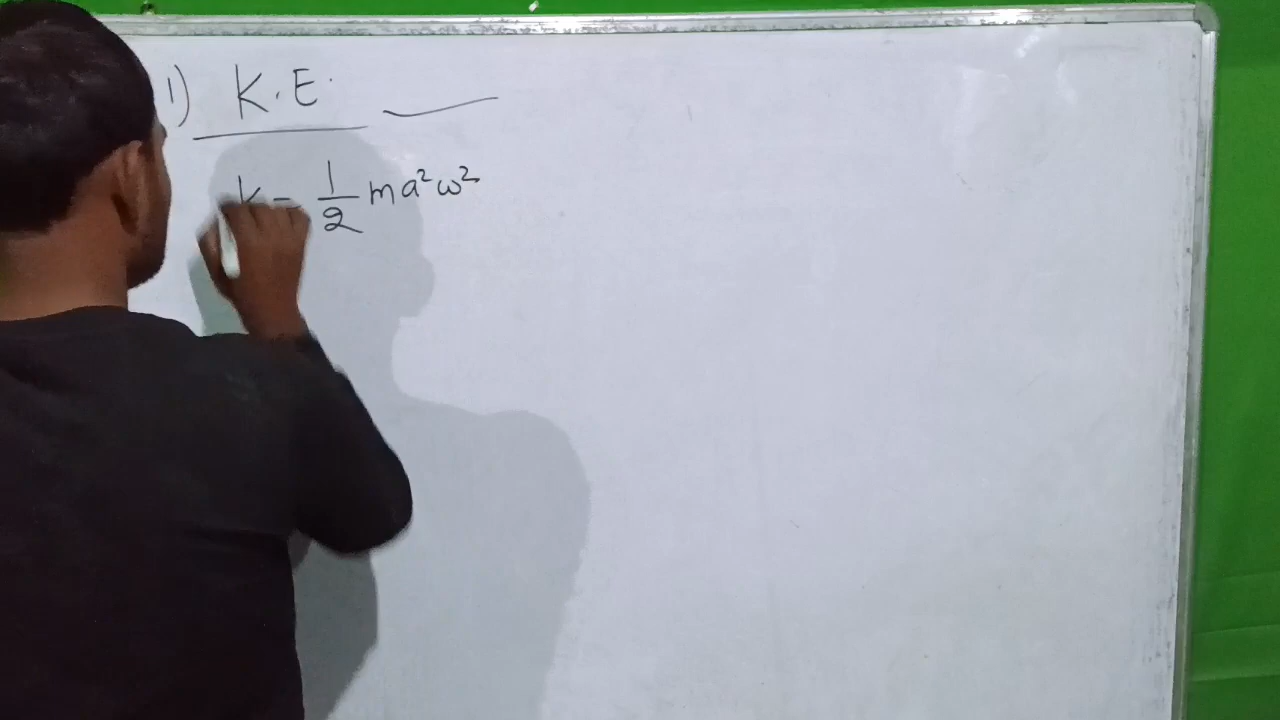 1) K.E.
K = 1/2 ma²ω²